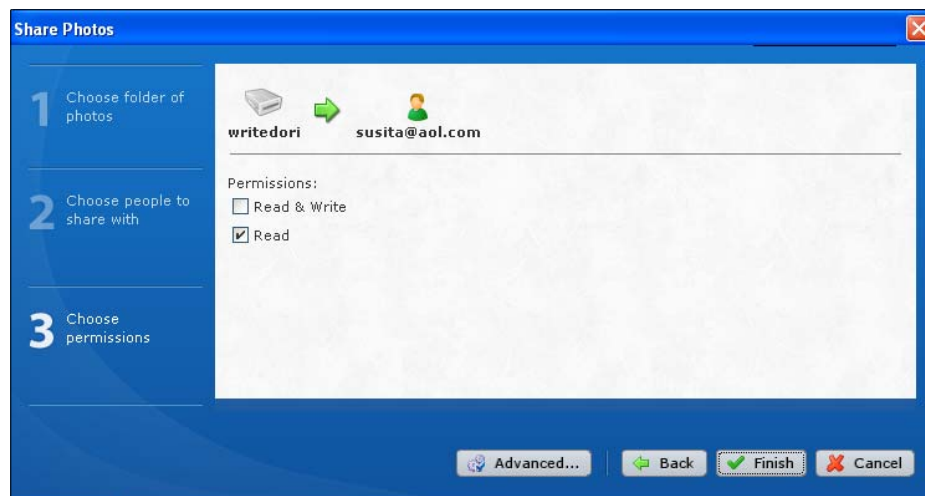 Share Photos
1 Choose folder of
photos
2 Choose people to
share with
3 Choose
permissions
writedori susita@aol.com
Permissions:
Read & Write
Read
Advanced... Back Finish Cancel